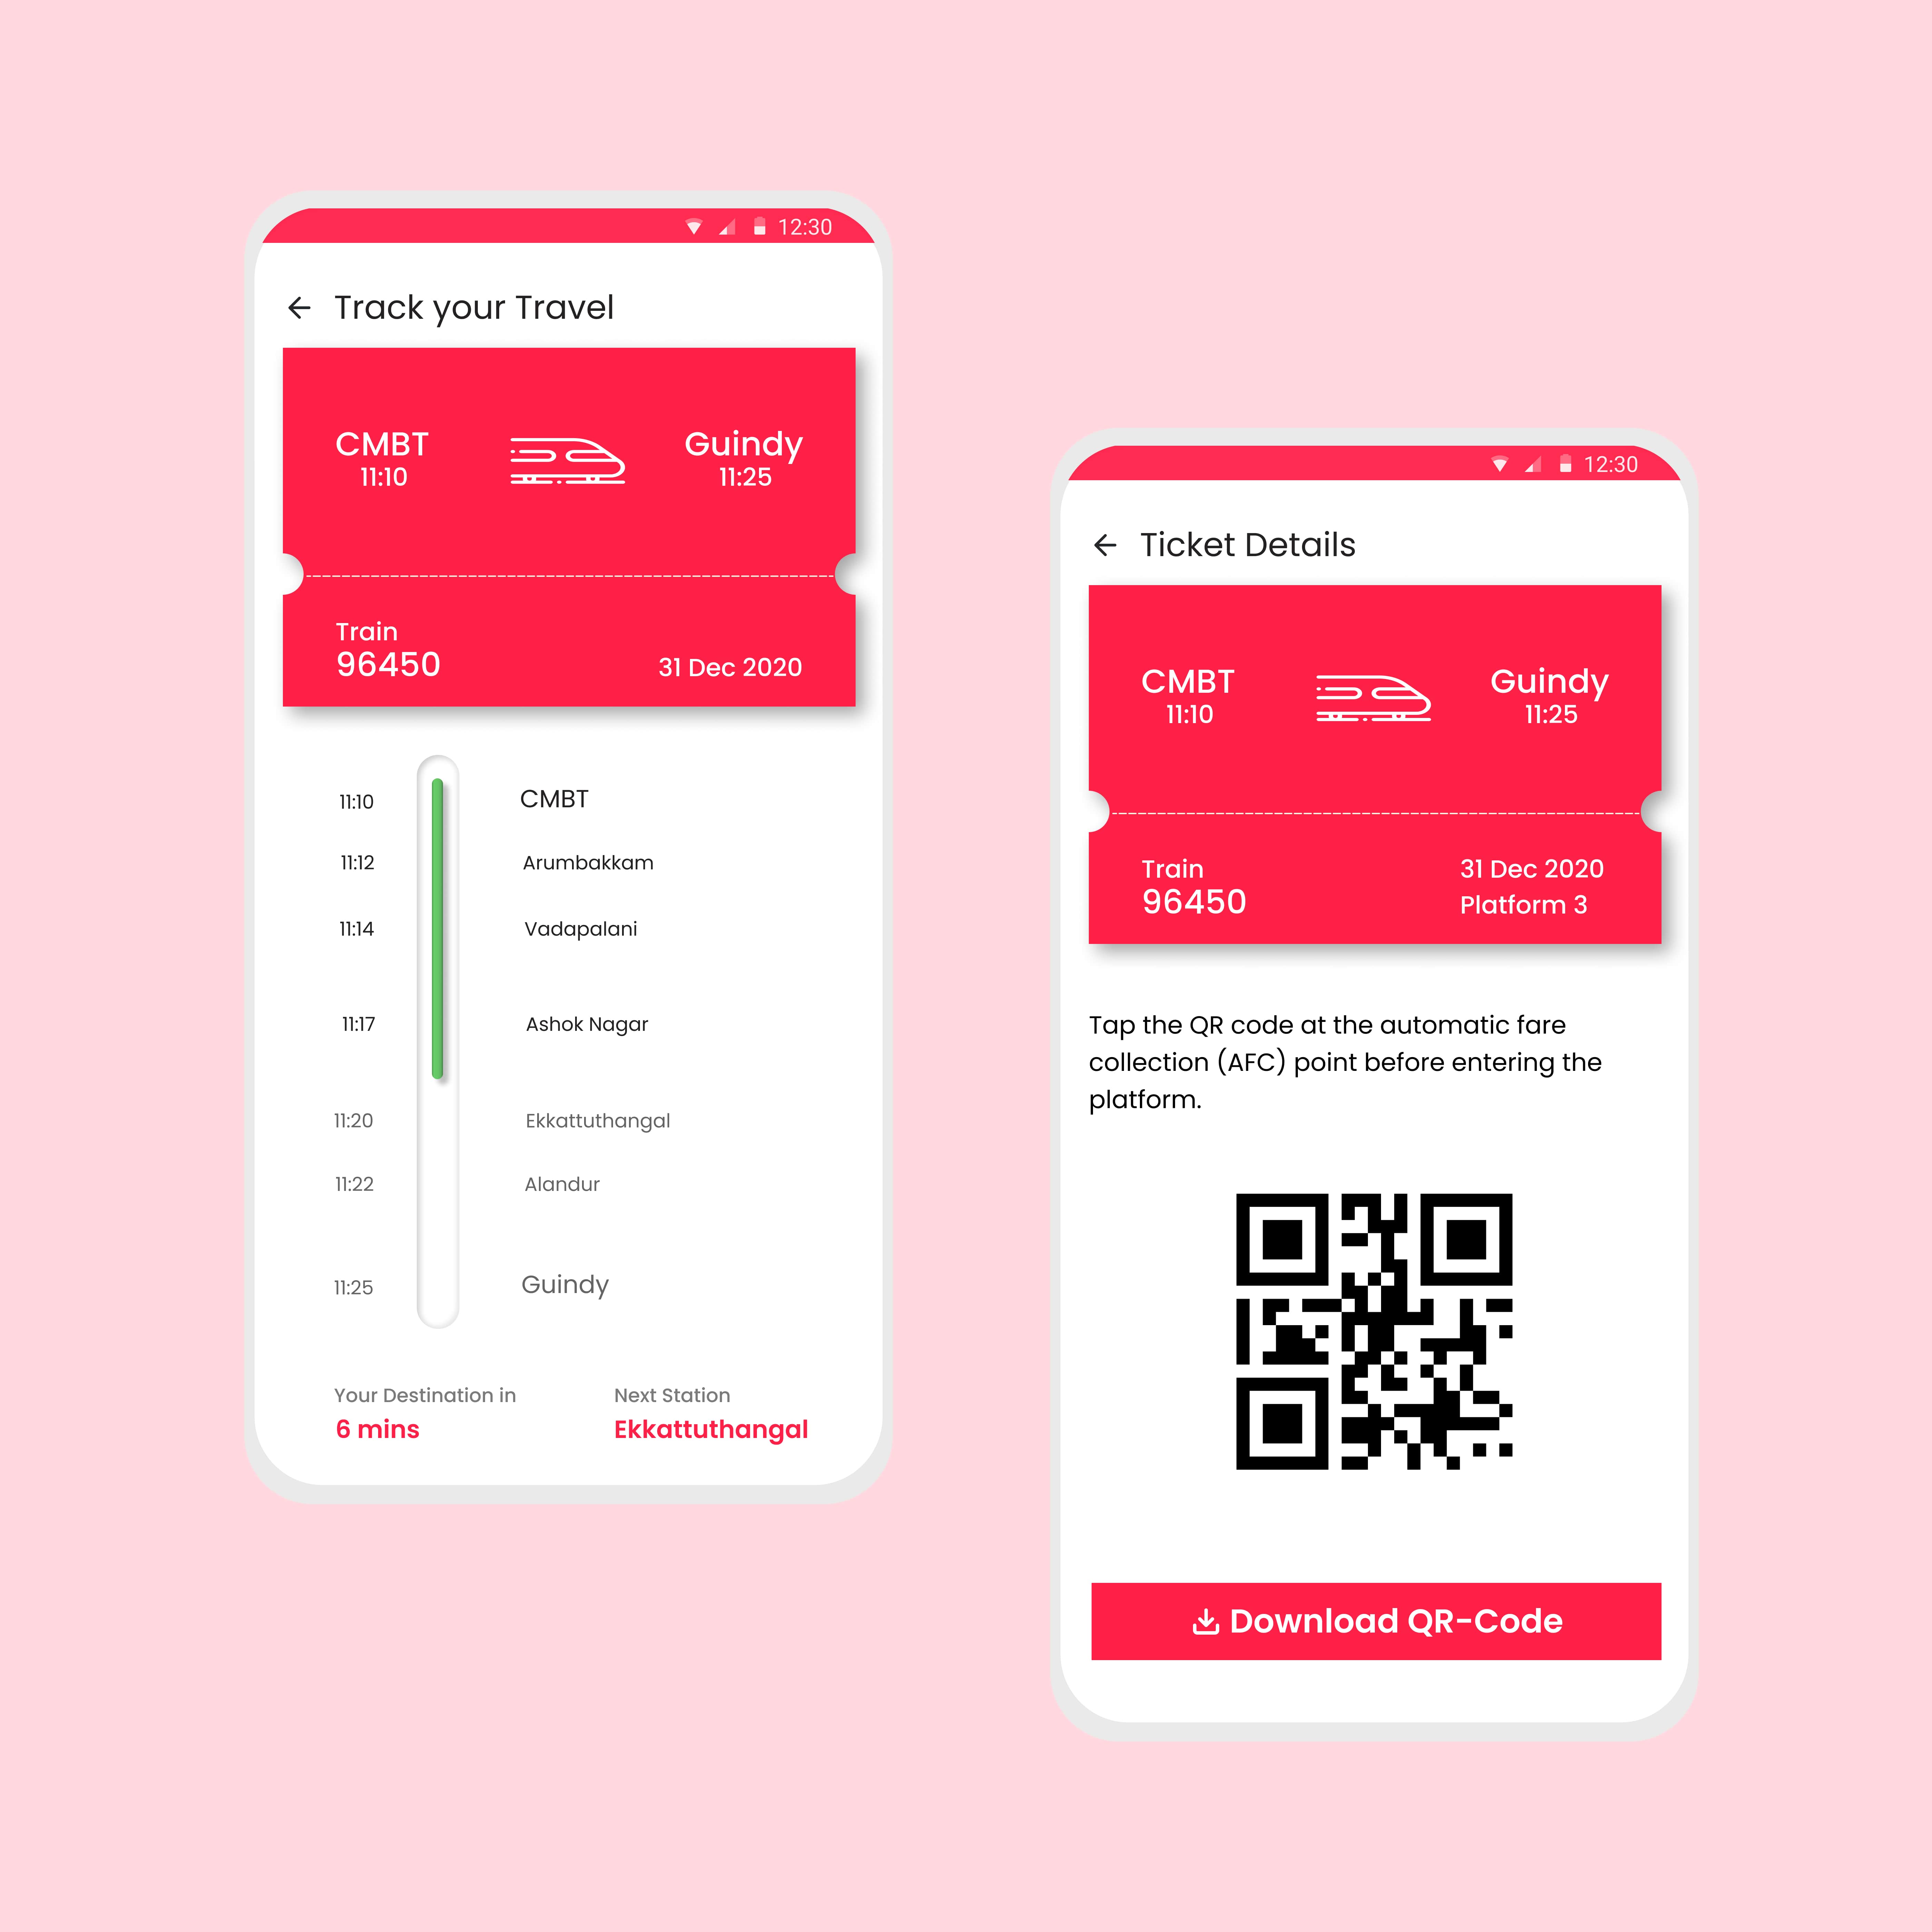 12:30
Track your Travel
CMBT
11:10
Guindy
11:25
Train
96450
31 Dec 2020
11:10 CMBT
11:12 Arumbakkam
11:14 Vadapalani
11:17 Ashok Nagar
11:20 Ekkattuthangal
11:22 Alandur
11:25 Guindy
Your Destination in
6 mins
Next Station
Ekkattuthangal
12:30
Ticket Details
CMBT
11:10
Guindy
11:25
Train
96450
31 Dec 2020
Platform 3
Tap the QR code at the automatic fare
collection (AFC) point before entering the
platform.
Download QR-Code